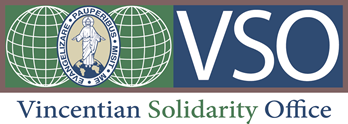 EVANGELIZARE · PAUPERIBUS · MISIT · ME
VSO
Vincentian Solidarity Office